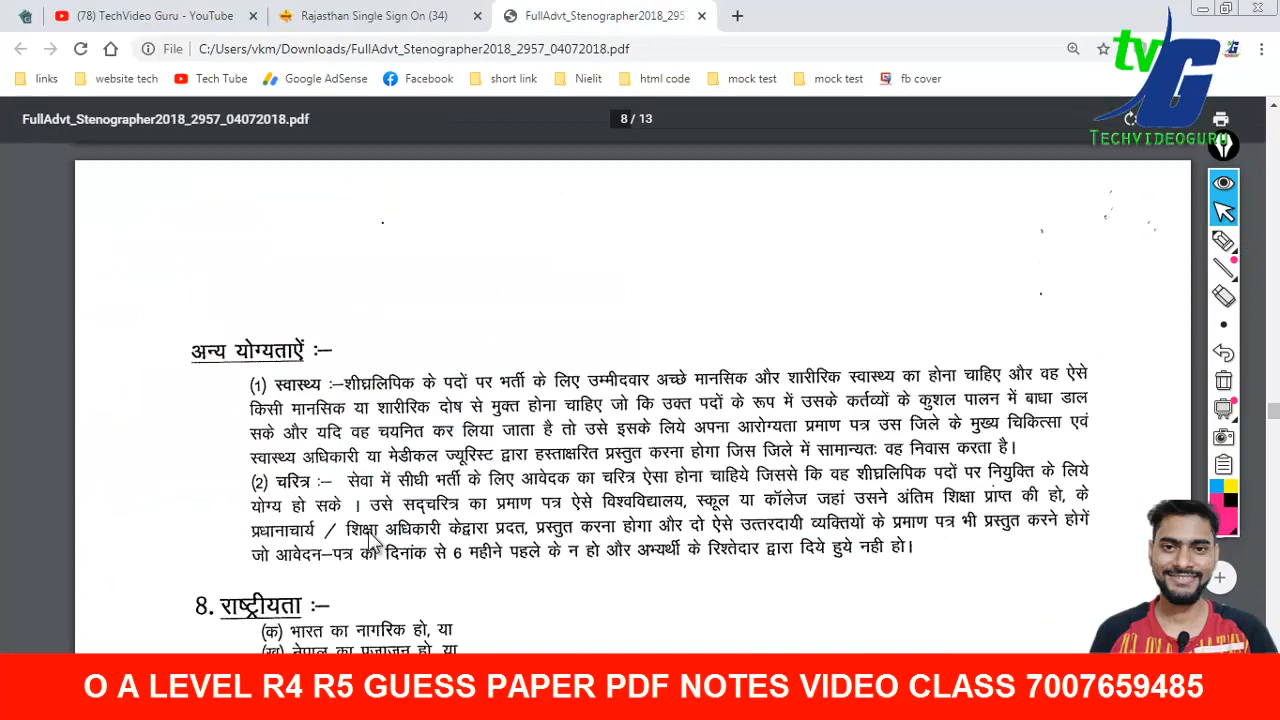 (78) TechVideo Guru - YouTube
Rajasthan Single Sign On (34)
FullAdvt_Stenographer2018_295
File
C:/Users/vkm/Downloads/FullAdvt_Stenographer2018_2957_04072018.pdf
links
website tech
Tech Tube
Google AdSense
Facebook
short link
Nielit
html code
mock test
mock test
fb cover
tvG
TECHVIDEOGURU
FullAdvt_Stenographer2018_2957_04072018.pdf
8 / 13
अन्य योग्यताऐं :–
(1) स्वास्थ्य :–शीघ्रलिपिक के पदों पर भर्ती के लिए उम्मीदवार अच्छे मानसिक और शारीरिक स्वास्थ्य का होना चाहिए और वह ऐसे
किसी मानसिक या शारीरिक दोष से मुक्त होना चाहिए जो कि उक्त पदों के रूप में उसके कर्तव्यों के कुशल पालन में बाधा डाल
सके और यदि वह चयनित कर लिया जाता है तो उसे इसके लिये अपना आरोग्यता प्रमाण पत्र उस जिले के मुख्य चिकित्सा एवं
स्वास्थ्य अधिकारी या मेडीकल ज्यूरिस्ट द्वारा हस्ताक्षरित प्रस्तुत करना होगा जिस जिले में सामान्यतः वह निवास करता है।
(2) चरित्र :– सेवा में सीधी भर्ती के लिए आवेदक का चरित्र ऐसा होना चाहिये जिससे कि वह शीघ्रलिपिक पदों पर नियुक्ति के लिये
योग्य हो सके । उसे सद्चरित्र का प्रमाण पत्र ऐसे विश्वविद्यालय, स्कूल या कॉलेज जहां उसने अंतिम शिक्षा प्राप्त की हो, के
प्रधानाचार्य / शिक्षा अधिकारी केद्वारा प्रदत, प्रस्तुत करना होगा और दो ऐसे उत्तरदायी व्यक्तियों के प्रमाण पत्र भी प्रस्तुत करने होगें
जो आवेदन–पत्र की दिनांक से 6 महीने पहले के न हो और अभ्यर्थी के रिश्तेदार द्वारा दिये हुये नही हो।
8. राष्ट्रीयता :–
(क) भारत का नागरिक हो, या
(ख) नेपाल का प्रजाजन हो, या
O A LEVEL R4 R5 GUESS PAPER PDF NOTES VIDEO CLASS 7007659485